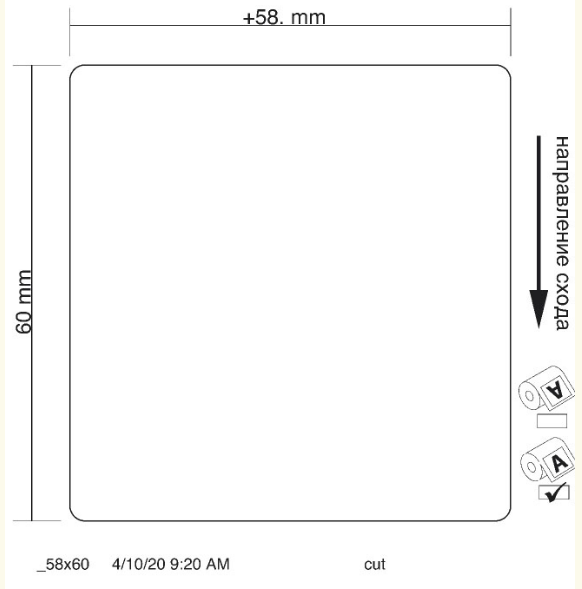 +58. mm
60 mm
направление схода
A
A
_58x60 4/10/20 9:20 AM cut